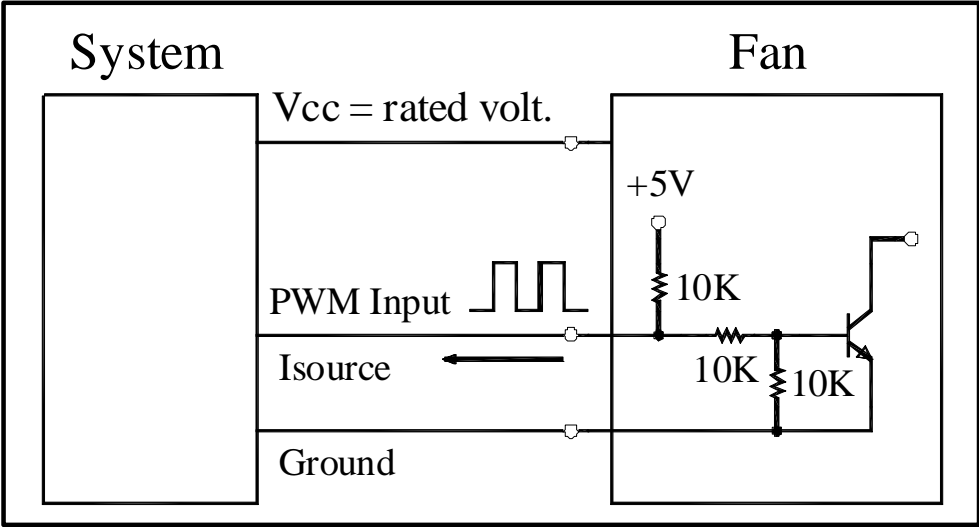 System
Fan
Vcc = rated volt.
+5V
10K
PWM Input
Isource
10K
10K
Ground